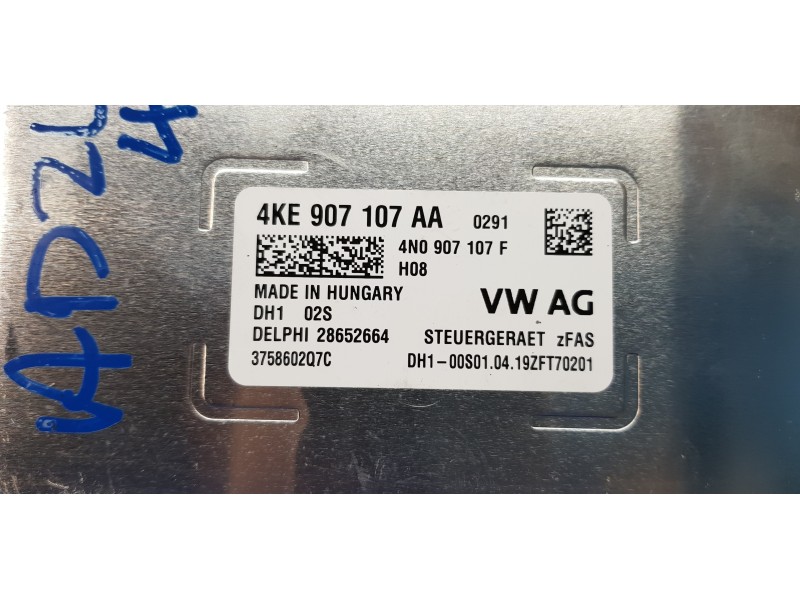 4KE 907 107 AA 0291
4N0 907 107 F
H08
MADE IN HUNGARY
VW AG
DH1 02S
DELPHI 28652664
STEUERGERAET zFAS
3758602Q7C
DH1-00S01.04.19ZFT70201